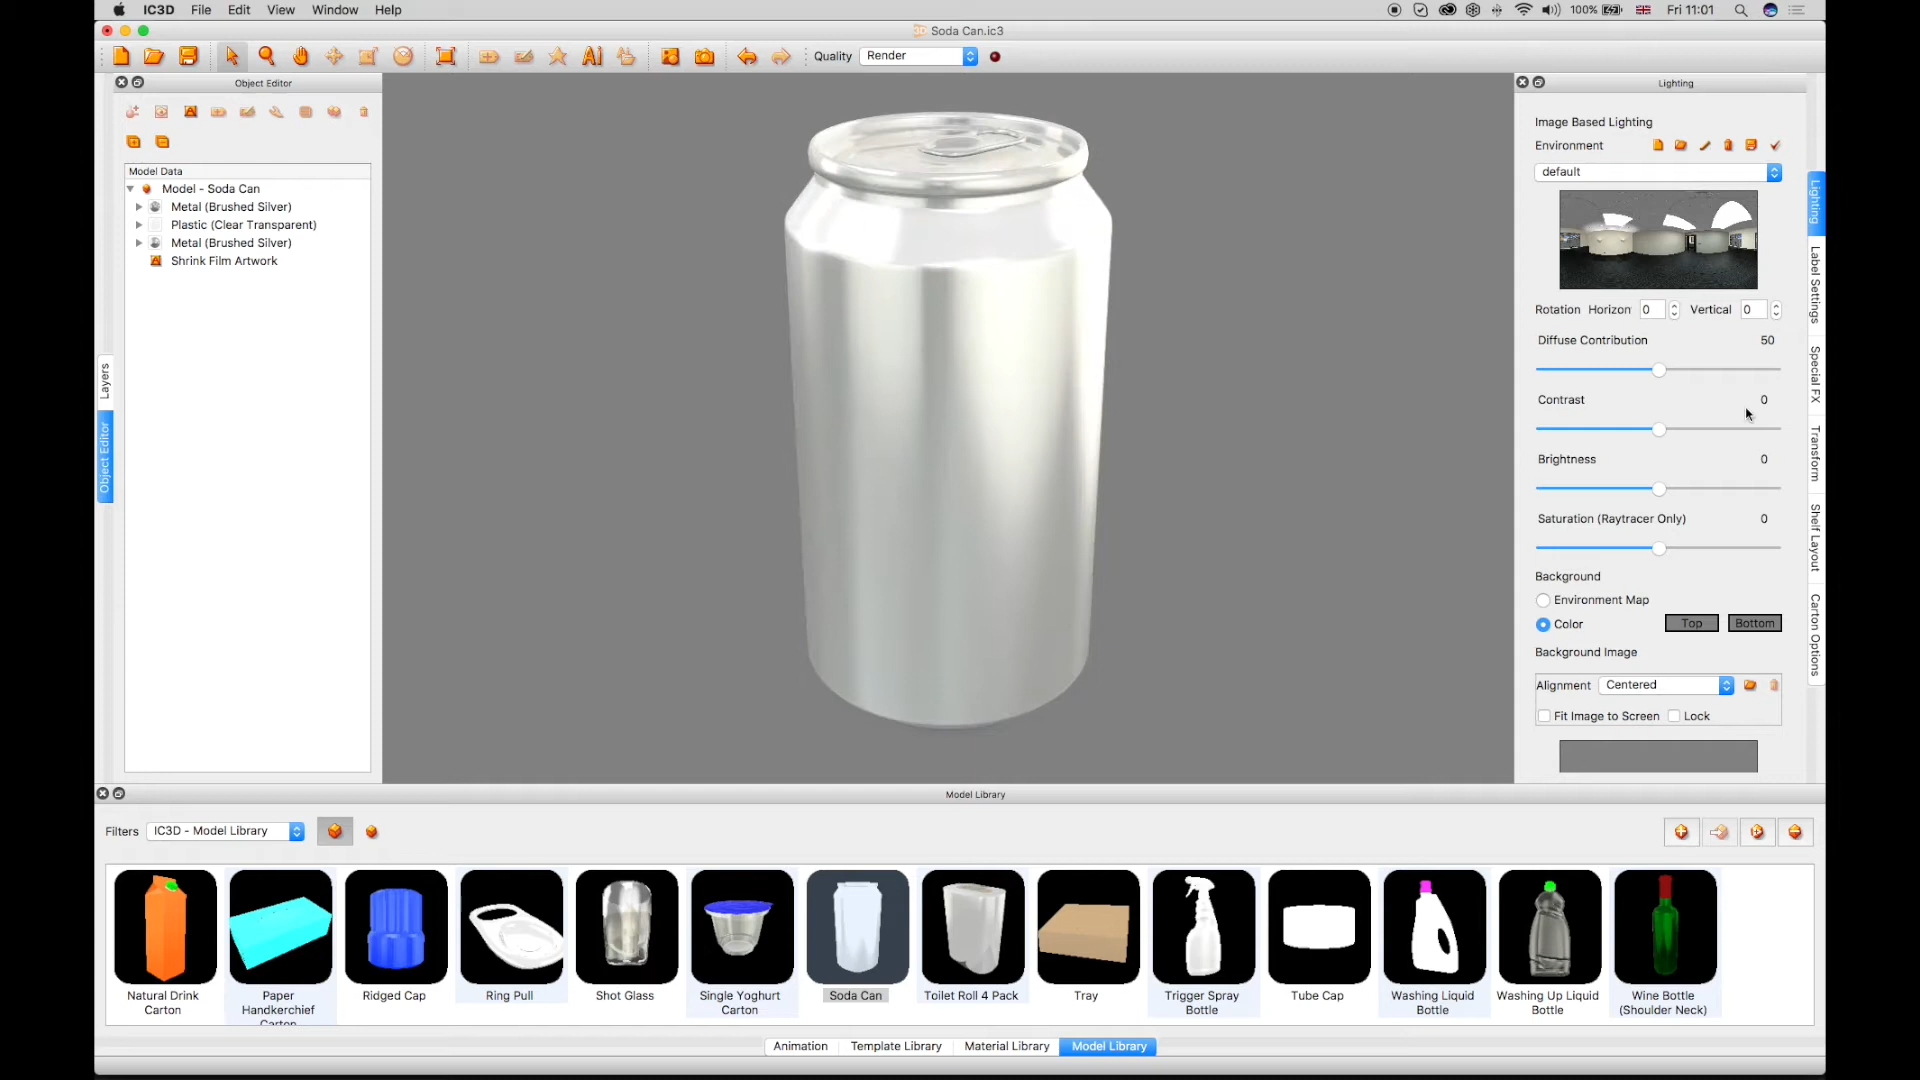 IC3D File Edit View Window Help
100% Fri 11:01
Soda Can.ic3
Ai Quality Render
Object Editor
Model Data
Model - Soda Can
Metal (Brushed Silver)
Plastic (Clear Transparent)
Metal (Brushed Silver)
Shrink Film Artwork
Layers
Object Editor
Lighting
Image Based Lighting
Environment
default
Rotation Horizon 0 Vertical 0
Diffuse Contribution 50
Contrast 0
Brightness 0
Saturation (Raytracer Only) 0
Background
Environment Map
Color Top Bottom
Background Image
Alignment Centered
Fit Image to Screen Lock
Lighting
Label Settings
Special FX
Transform
Shelf Layout
Carton Options
Model Library
Filters IC3D - Model Library
Natural Drink Carton
Paper Handkerchief Carton
Ridged Cap
Ring Pull
Shot Glass
Single Yoghurt Carton
Soda Can
Toilet Roll 4 Pack
Tray
Trigger Spray Bottle
Tube Cap
Washing Liquid Bottle
Washing Up Liquid Bottle
Wine Bottle (Shoulder Neck)
Animation Template Library Material Library Model Library